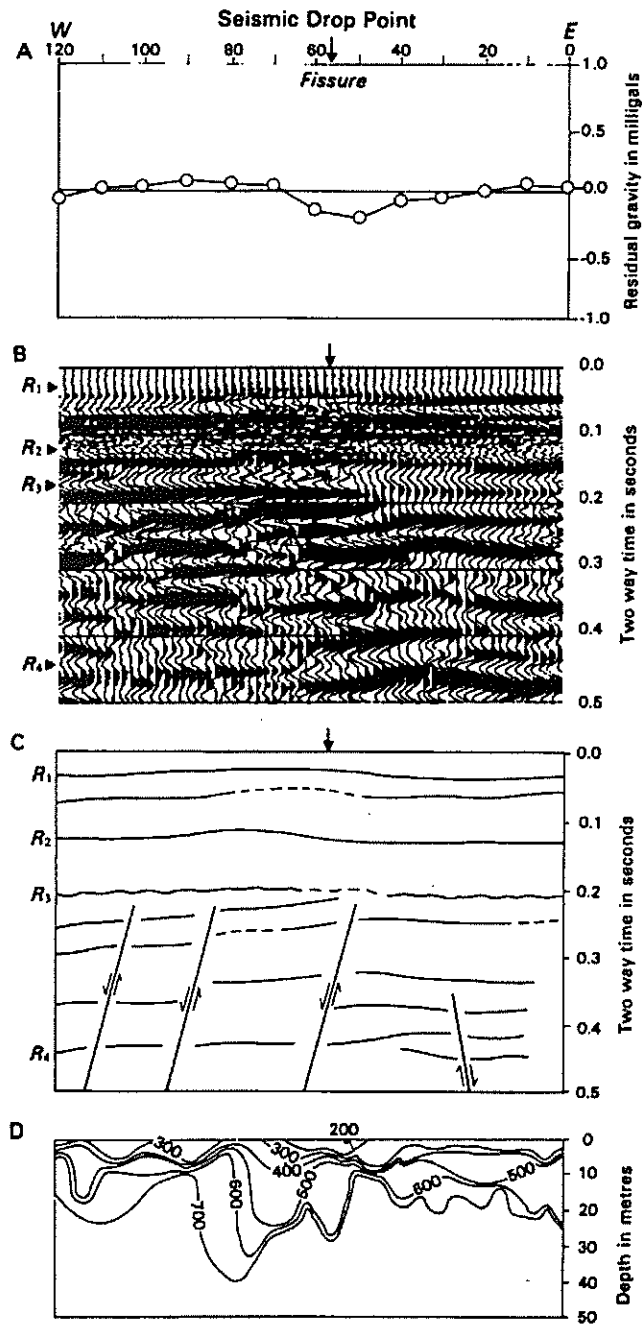 Seismic Drop Point
W
E
A
120 100 80 60 40 20 0
Fissure
1.0
0.5
0.0
-0.5
-1.0
Residual gravity in milligals
B
R₁
R₂
R₃
R₄
0.0
0.1
0.2
0.3
0.4
0.5
Two way time in seconds
C
R₁
R₂
R₃
R₄
0.0
0.1
0.2
0.3
0.4
0.5
Two way time in seconds
D
300
300
200
400
700
600
600
600
500
0
10
20
30
40
50
Depth in metres